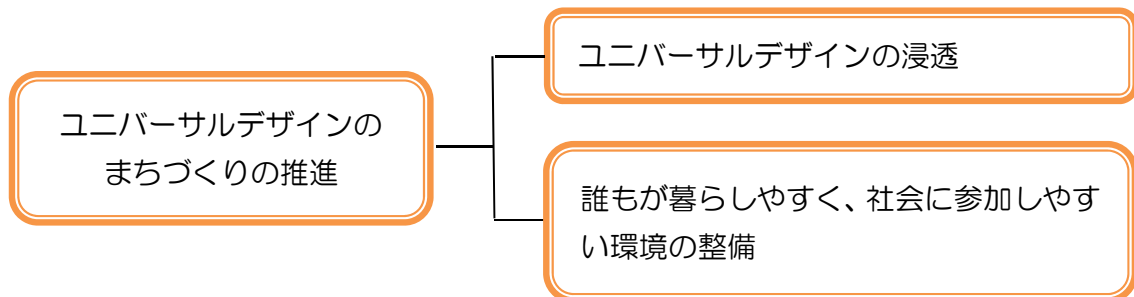 ユニバーサルデザインの浸透
ユニバーサルデザインの
まちづくりの推進
誰もが暮らしやすく、社会に参加しやす
い環境の整備